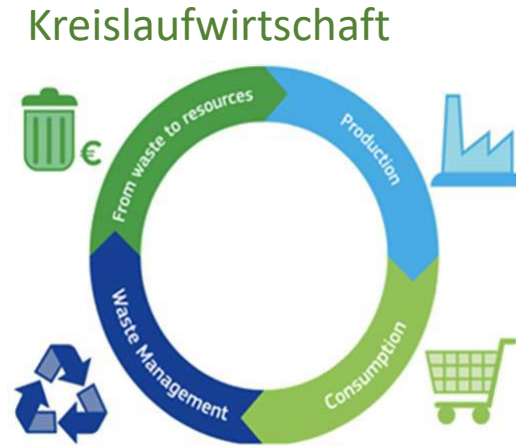 Kreislaufwirtschaft
From waste to resources
€
Production
Waste Management
Consumption